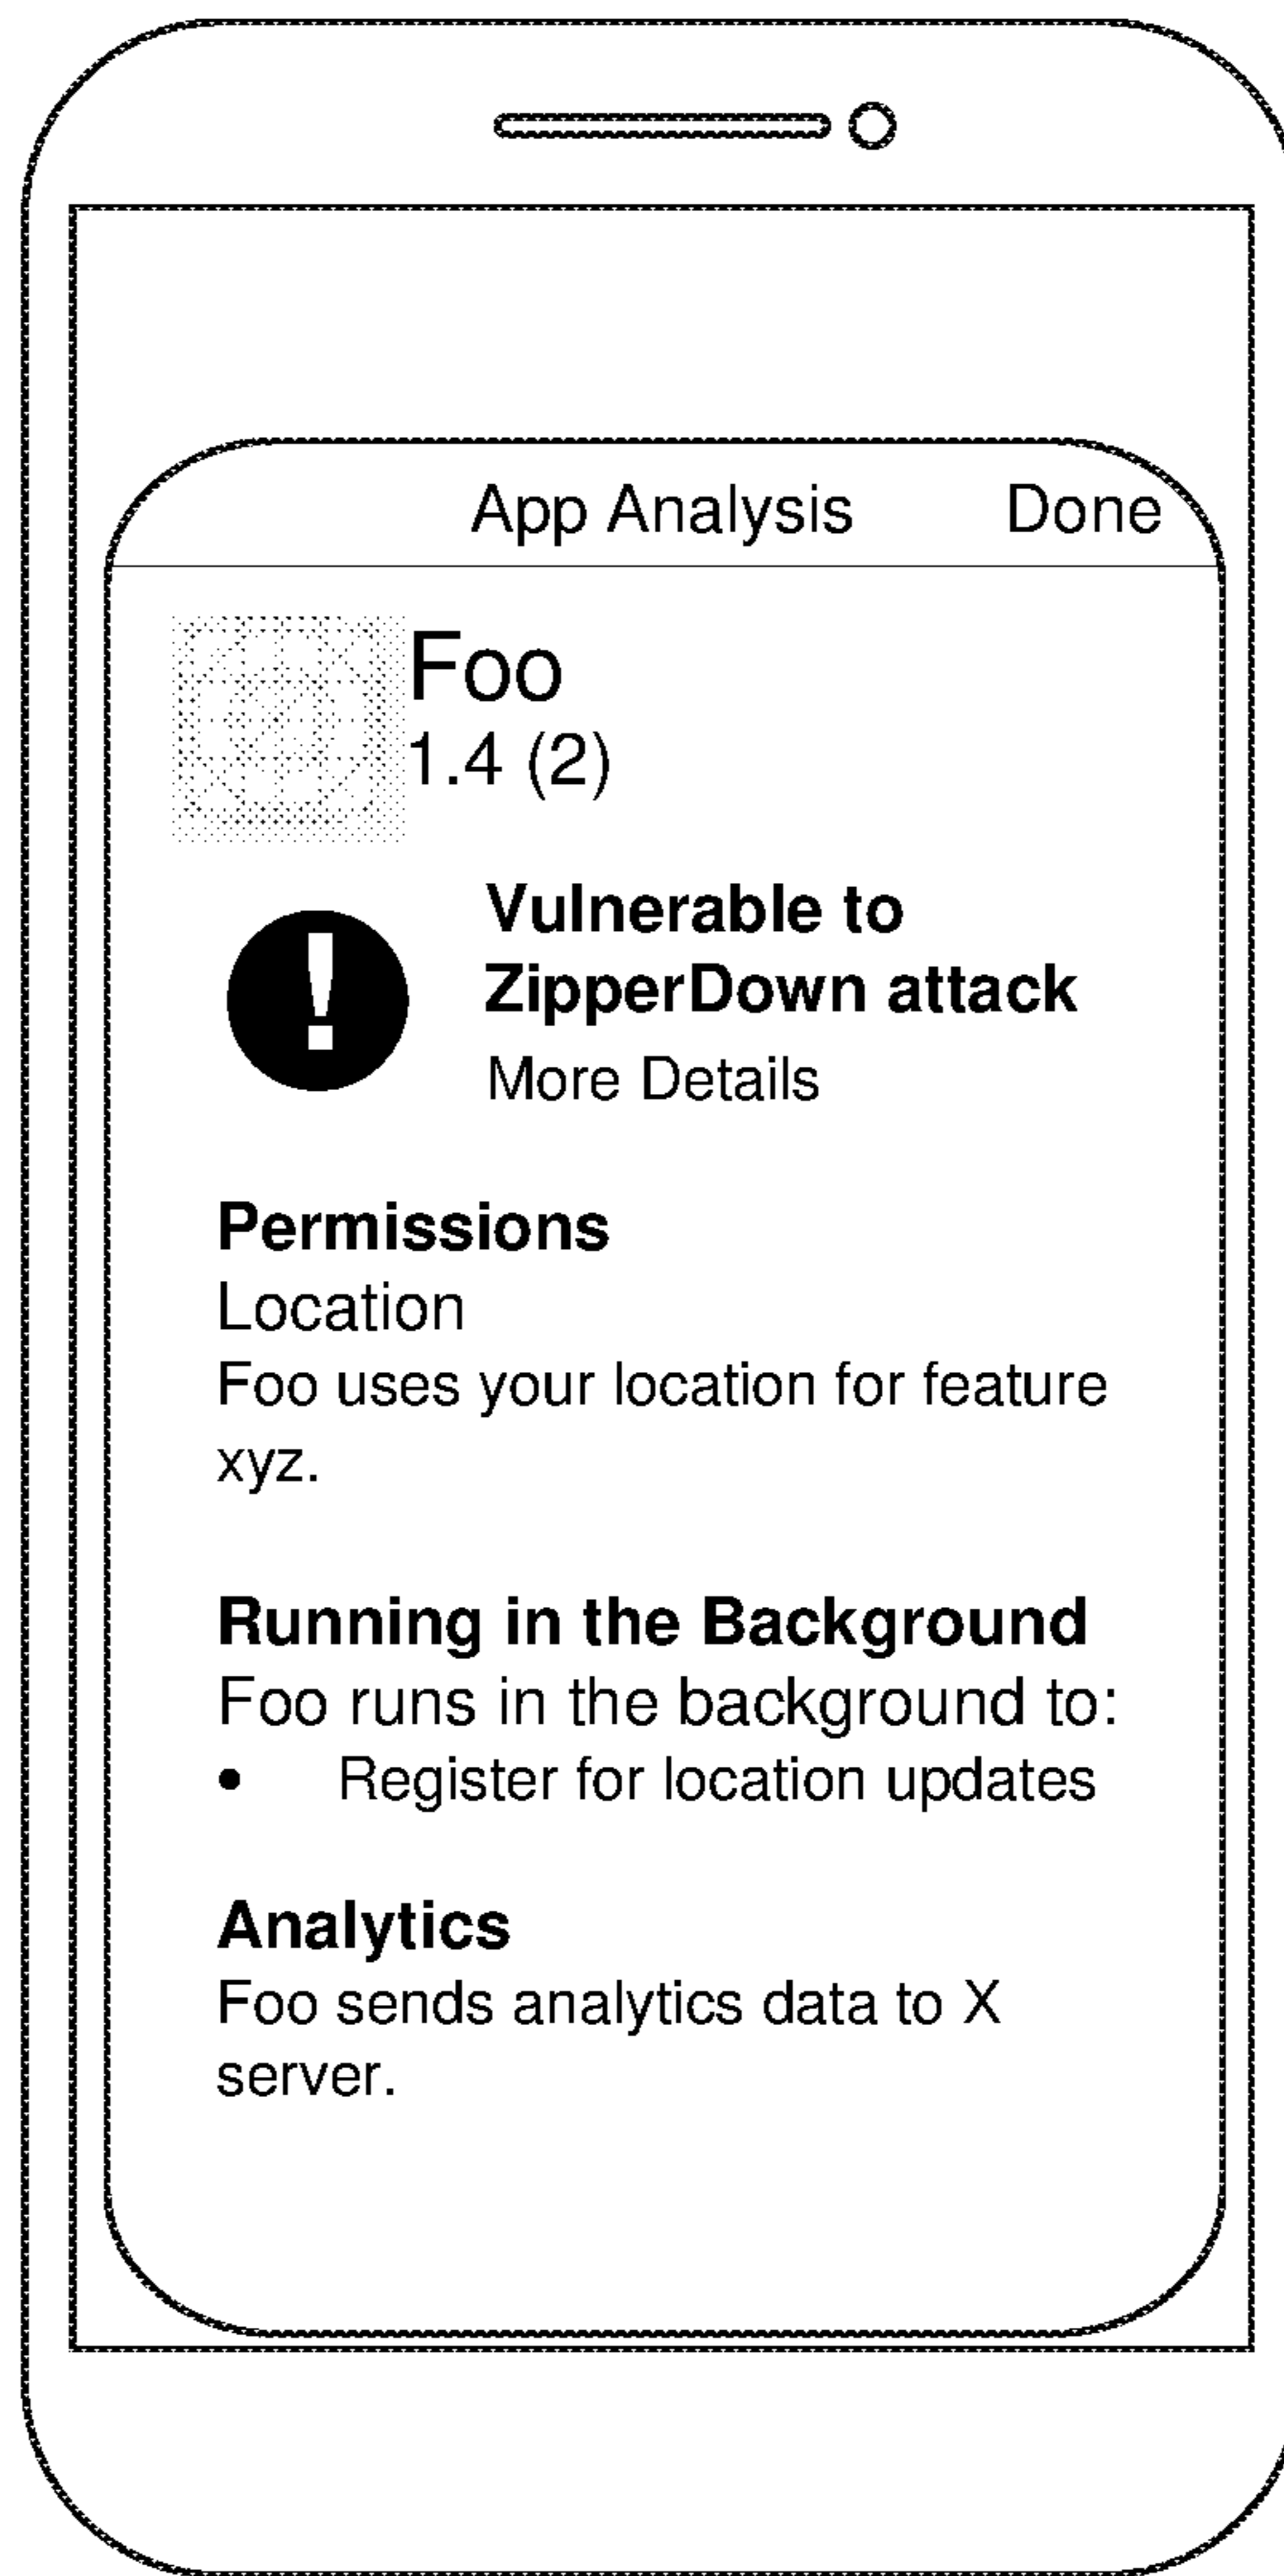 App Analysis Done
Foo
1.4 (2)
!
Vulnerable to
ZipperDown attack
More Details
Permissions
Location
Foo uses your location for feature
xyz.
Running in the Background
Foo runs in the background to:
• Register for location updates
Analytics
Foo sends analytics data to X
server.